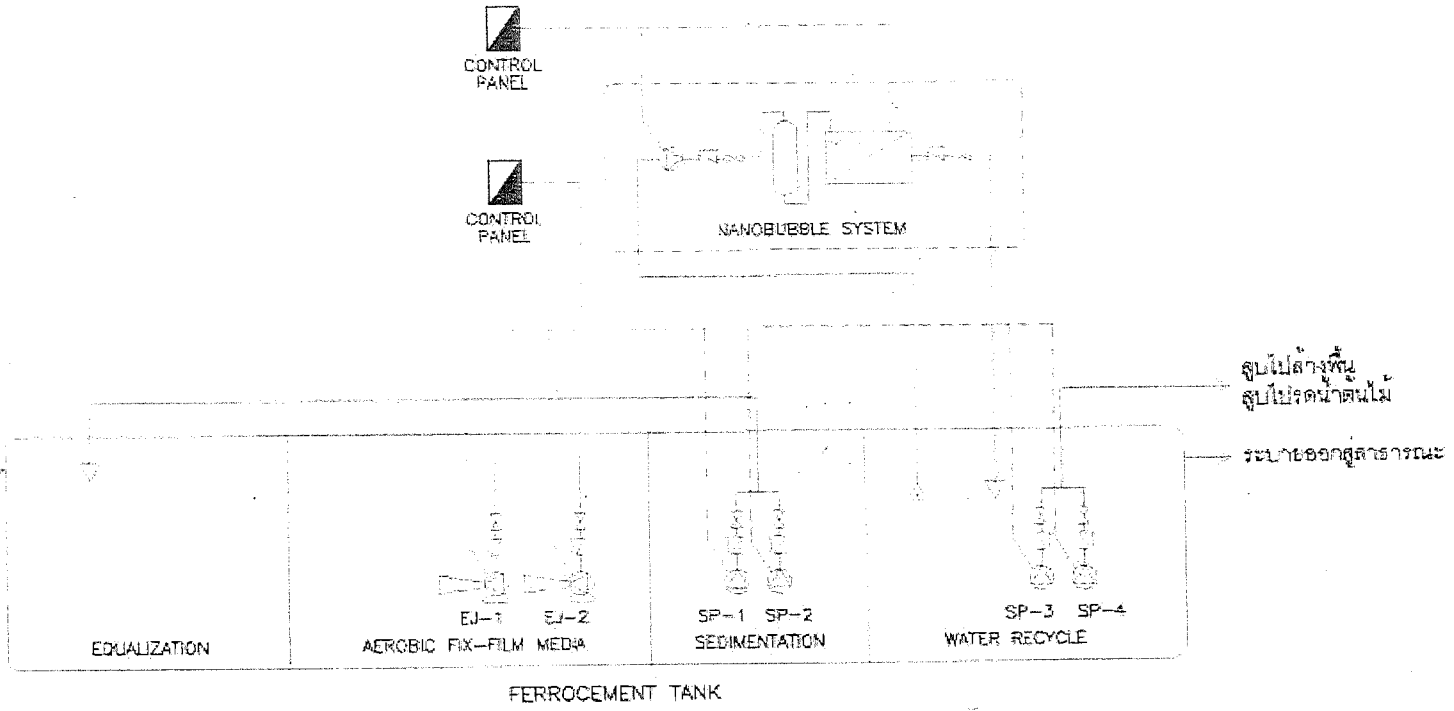 CONTROL
PANEL
CONTROL
PANEL
NANOBUBBLE SYSTEM
สูบไปล้างพื้น
สูบไปรดน้ำต้นไม้
ระบายออกสู่สาธารณะ
EJ-1 EJ-2
SP-1 SP-2
SP-3 SP-4
EQUALIZATION
AEROBIC FIX-FILM MEDIA
SEDIMENTATION
WATER RECYCLE
FERROCEMENT TANK